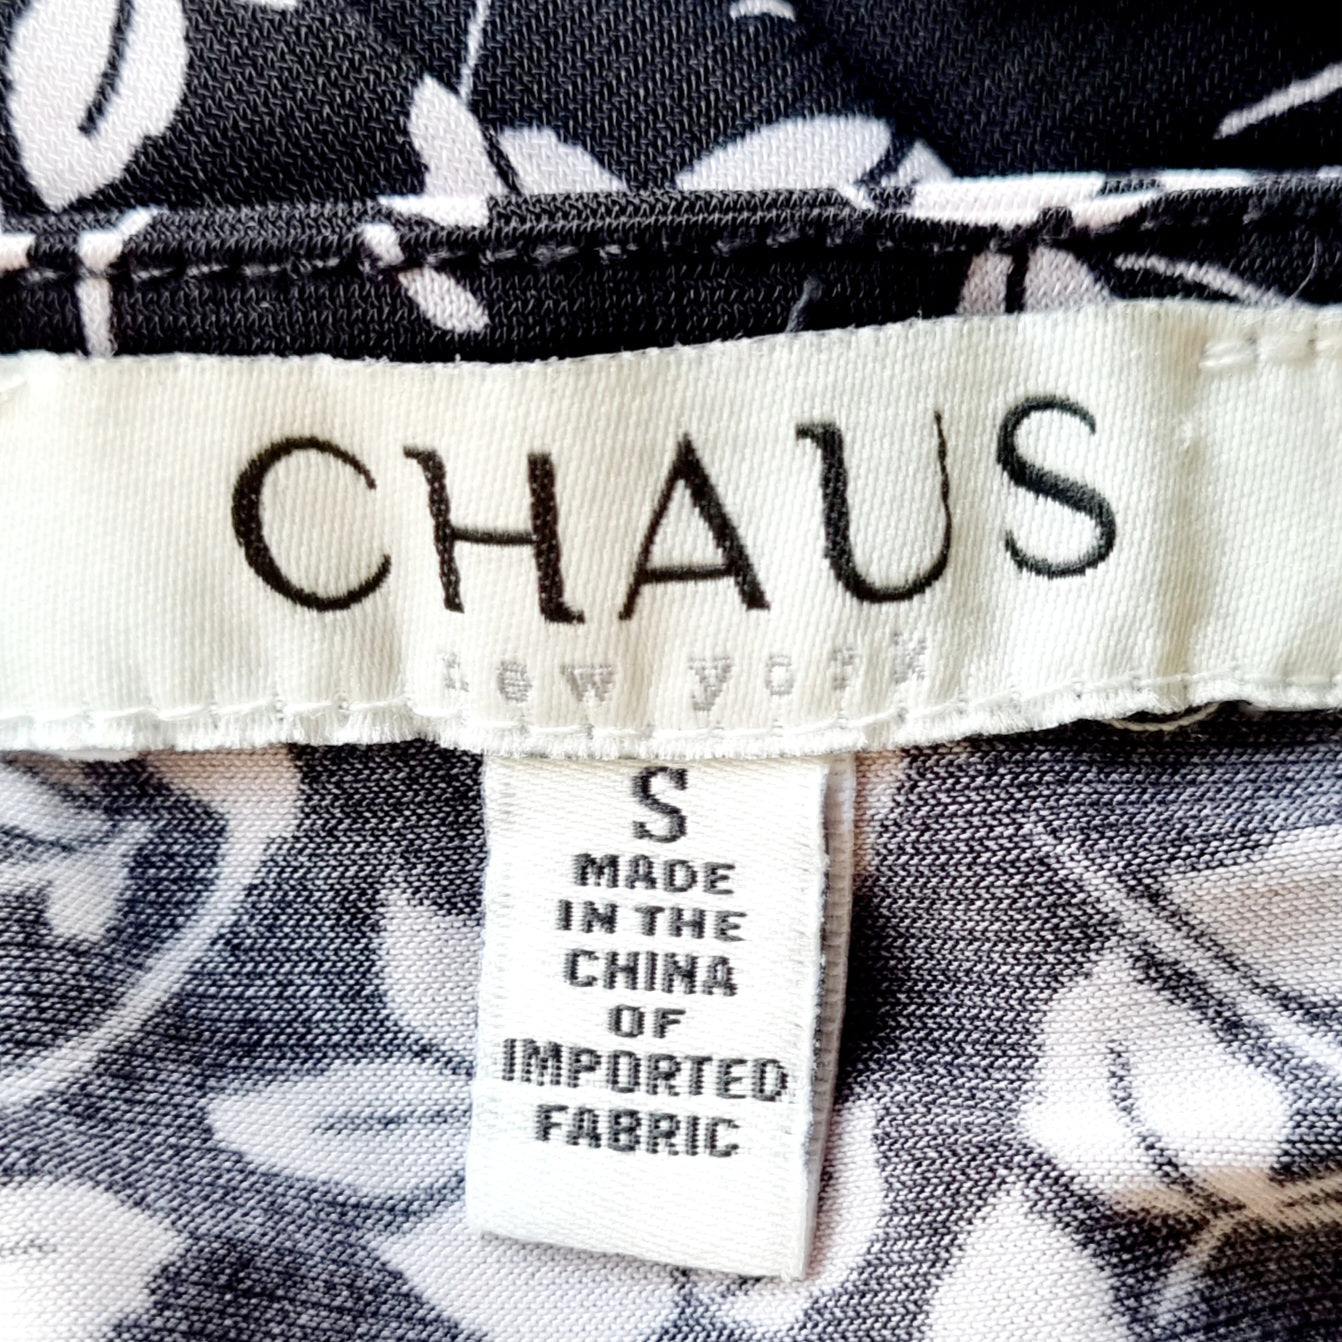 CHAUS
new york
S
MADE
IN THE
CHINA
OF
IMPORTED
FABRIC